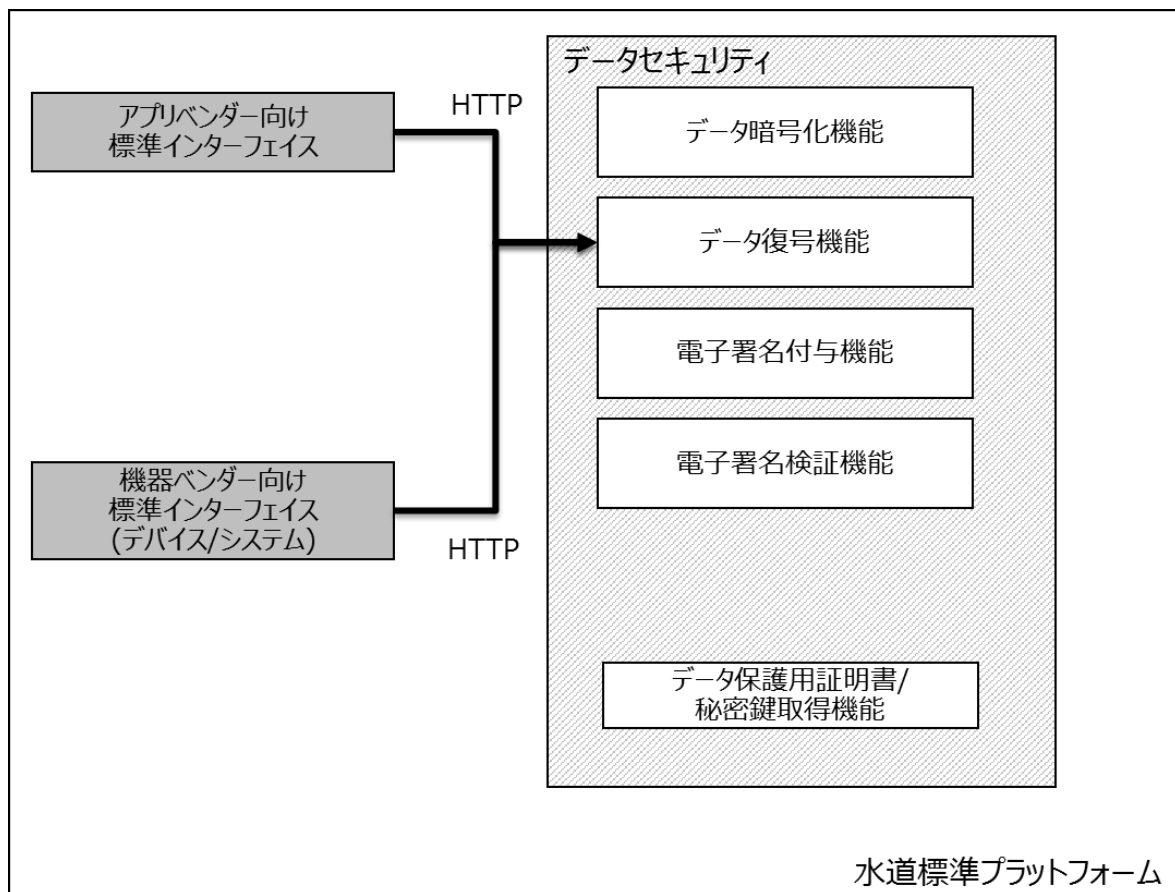 データセキュリティ
アプリベンダー向け
標準インターフェイス
HTTP
データ暗号化機能
データ復号機能
電子署名付与機能
電子署名検証機能
機器ベンダー向け
標準インターフェイス
(デバイス/システム)
HTTP
データ保護用証明書/
秘密鍵取得機能
水道標準プラットフォーム